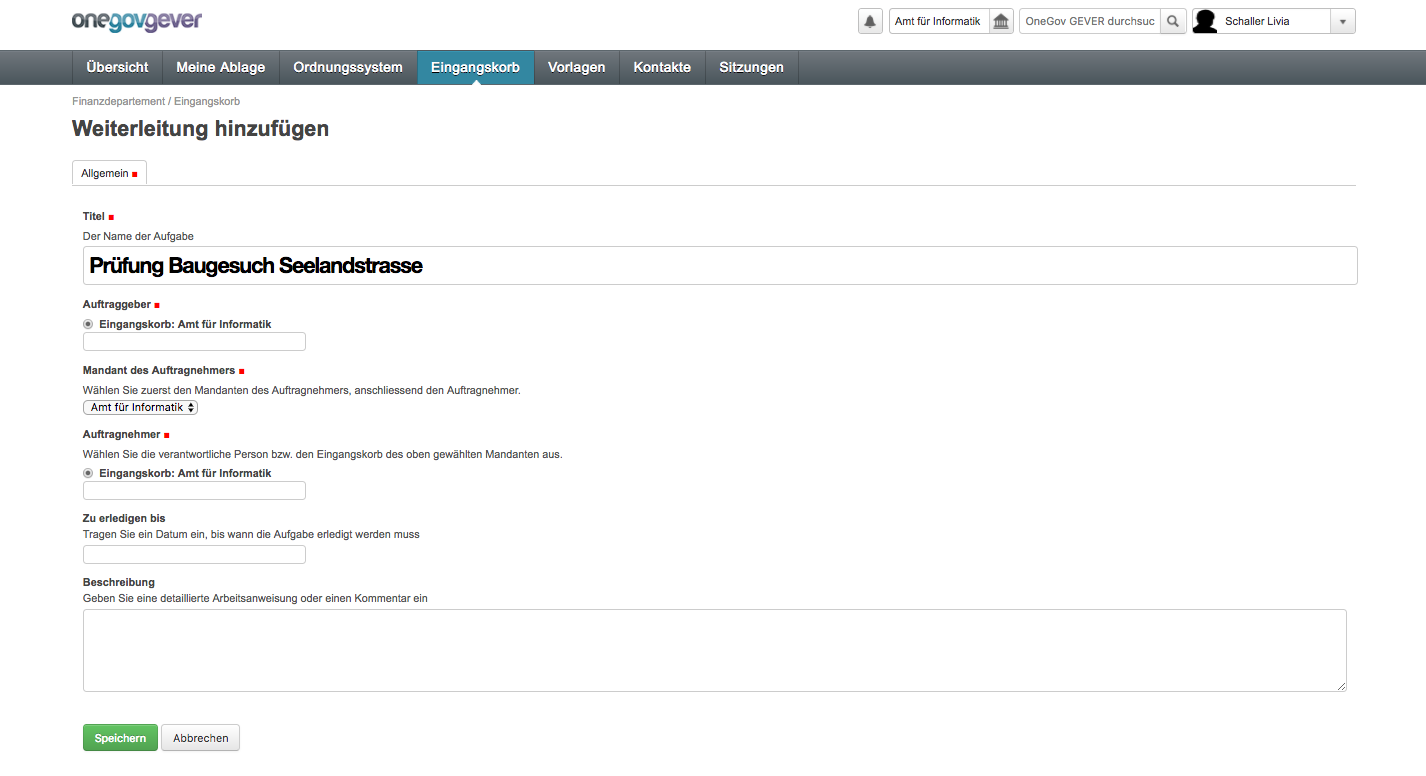 onegovgever
Amt für Informatik
OneGov GEVER durchsuc
Schaller Livia
Übersicht
Meine Ablage
Ordnungssystem
Eingangskorb
Vorlagen
Kontakte
Sitzungen
Finanzdepartement / Eingangskorb
Weiterleitung hinzufügen
Allgemein
Titel
Der Name der Aufgabe
Prüfung Baugesuch Seelandstrasse
Auftraggeber
Eingangskorb: Amt für Informatik
Mandant des Auftragnehmers
Wählen Sie zuerst den Mandanten des Auftragnehmers, anschliessend den Auftragnehmer.
Amt für Informatik
Auftragnehmer
Wählen Sie die verantwortliche Person bzw. den Eingangskorb des oben gewählten Mandanten aus.
Eingangskorb: Amt für Informatik
Zu erledigen bis
Tragen Sie ein Datum ein, bis wann die Aufgabe erledigt werden muss
Beschreibung
Geben Sie eine detaillierte Arbeitsanweisung oder einen Kommentar ein
Speichern
Abbrechen